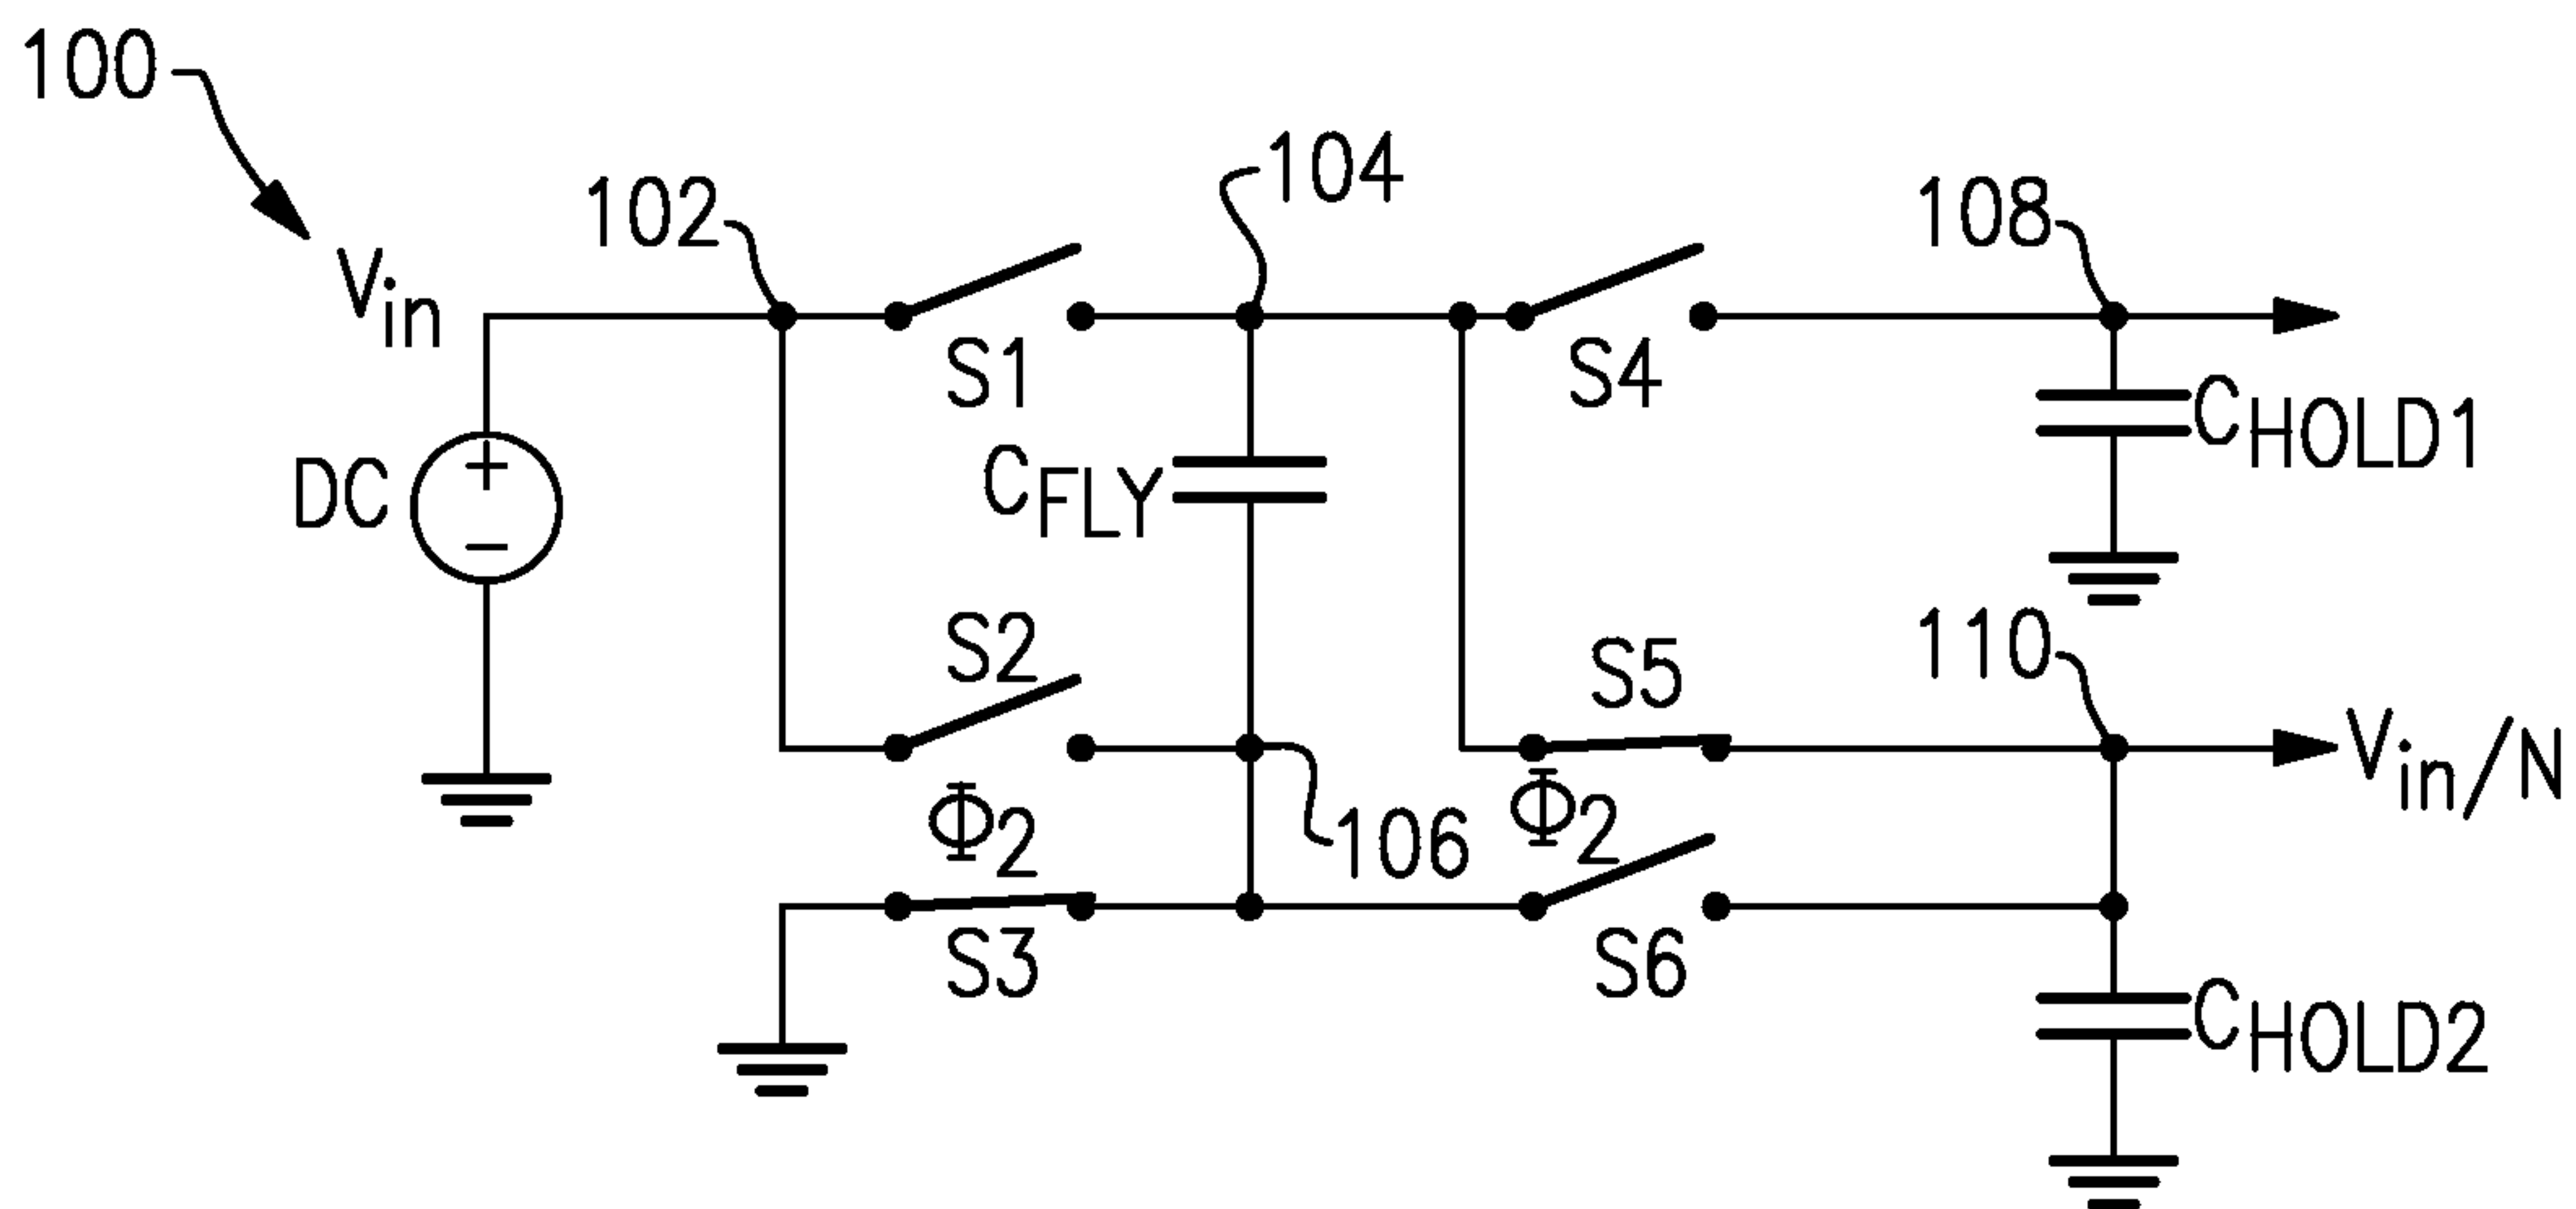 100
104
102
108
Vin
S1
S4
CHOLD1
DC
CFLY
S2
S5
110
Vin/N
Φ2
106
Φ2
S3
S6
CHOLD2